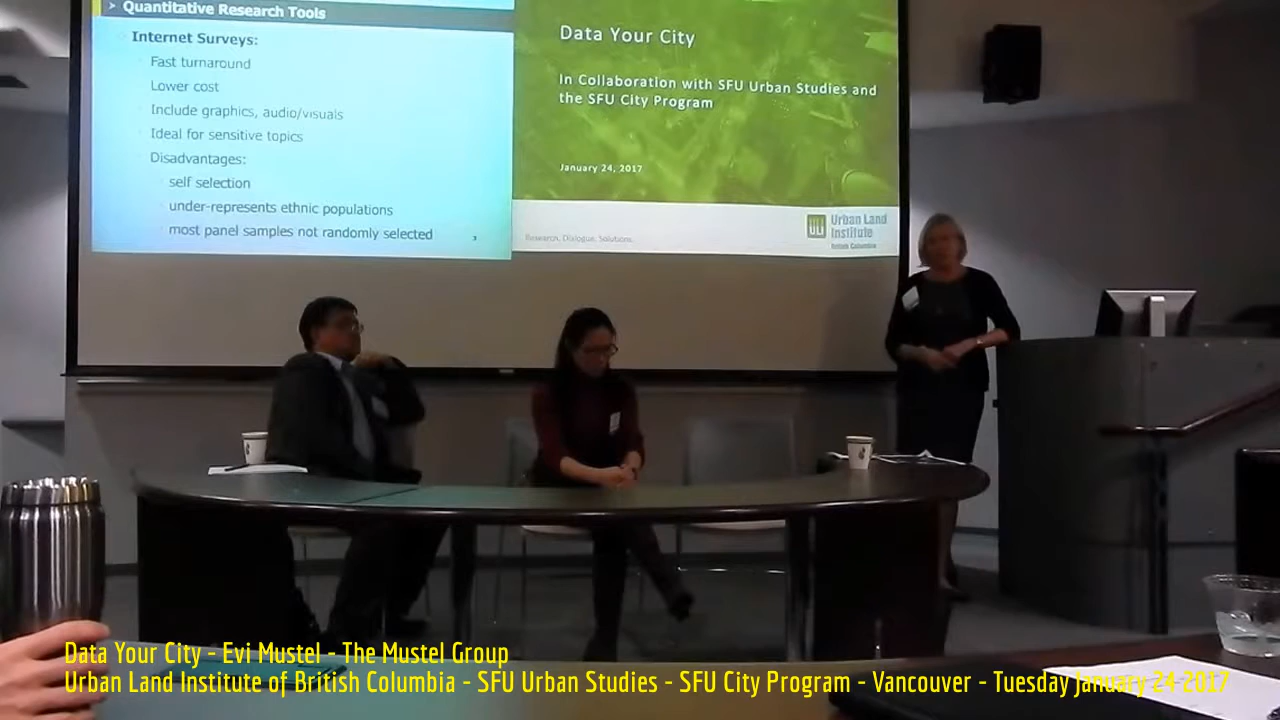 ➢ Quantitative Research Tools
Internet Surveys:
Fast turnaround
Lower cost
Include graphics, audio/visuals
Ideal for sensitive topics
Disadvantages:
self selection
under-represents ethnic populations
most panel samples not randomly selected
3
Data Your City
In Collaboration with SFU Urban Studies and
the SFU City Program
January 24, 2017
Research. Dialogue. Solutions.
ULI
Urban Land
Institute
British Columbia
Data Your City - Evi Mustel - The Mustel Group
Urban Land Institute of British Columbia - SFU Urban Studies - SFU City Program - Vancouver - Tuesday January 24 2017